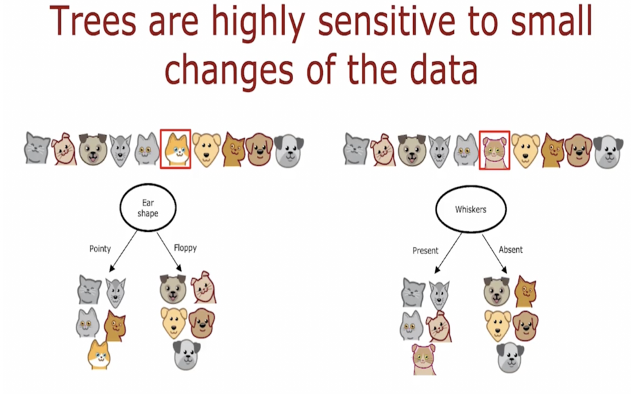 Trees are highly sensitive to small
changes of the data
Ear
shape
Pointy
Floppy
Whiskers
Present
Absent